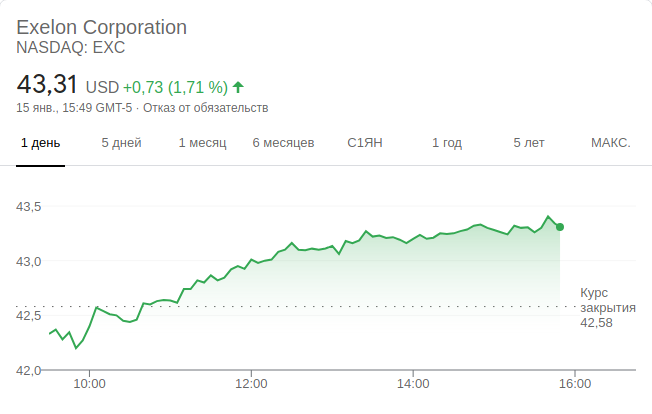 Exelon Corporation
NASDAQ: EXC
43,31 USD +0,73 (1,71 %)
15 янв., 15:49 GMT-5 · Отказ от обязательств
1 день 5 дней 1 месяц 6 месяцев С1ЯН 1 год 5 лет МАКС.
43,5
43,0
Курс
закрытия
42,5
42,58
42,0
10:00 12:00 14:00 16:00